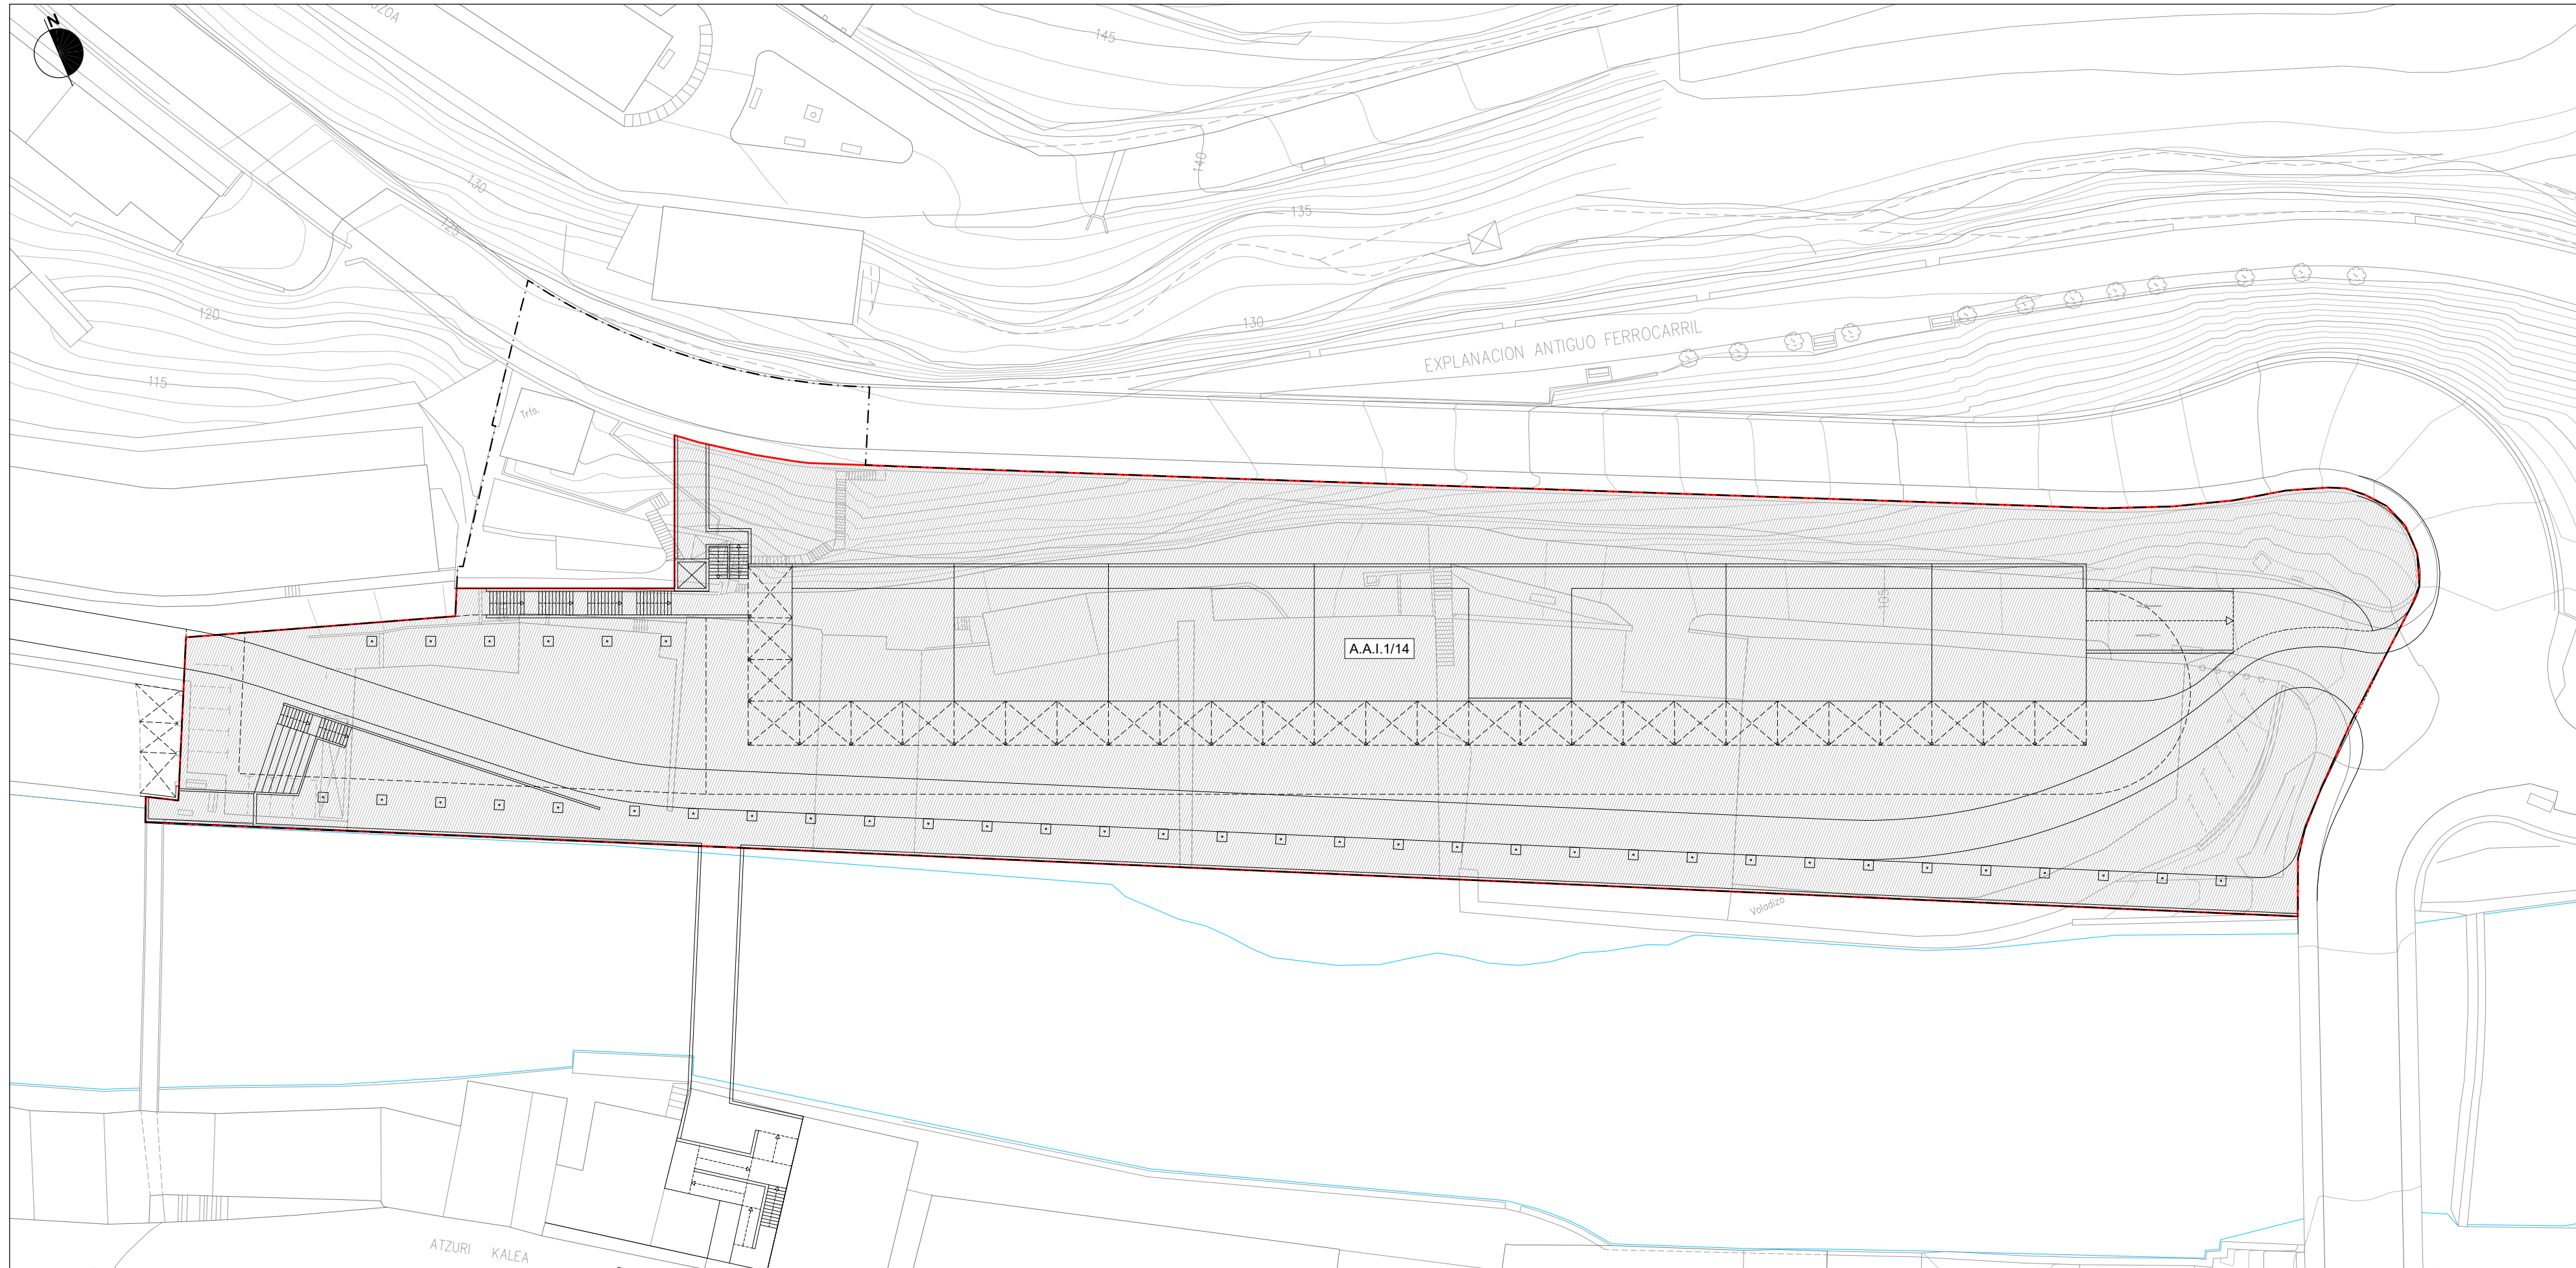 N
145
140
130
125
135
120
130
EXPLANACION ANTIGUO FERROCARRIL
115
Trfs.
105
A.A.I.1/14
Voladizo
ATZURI KALEA